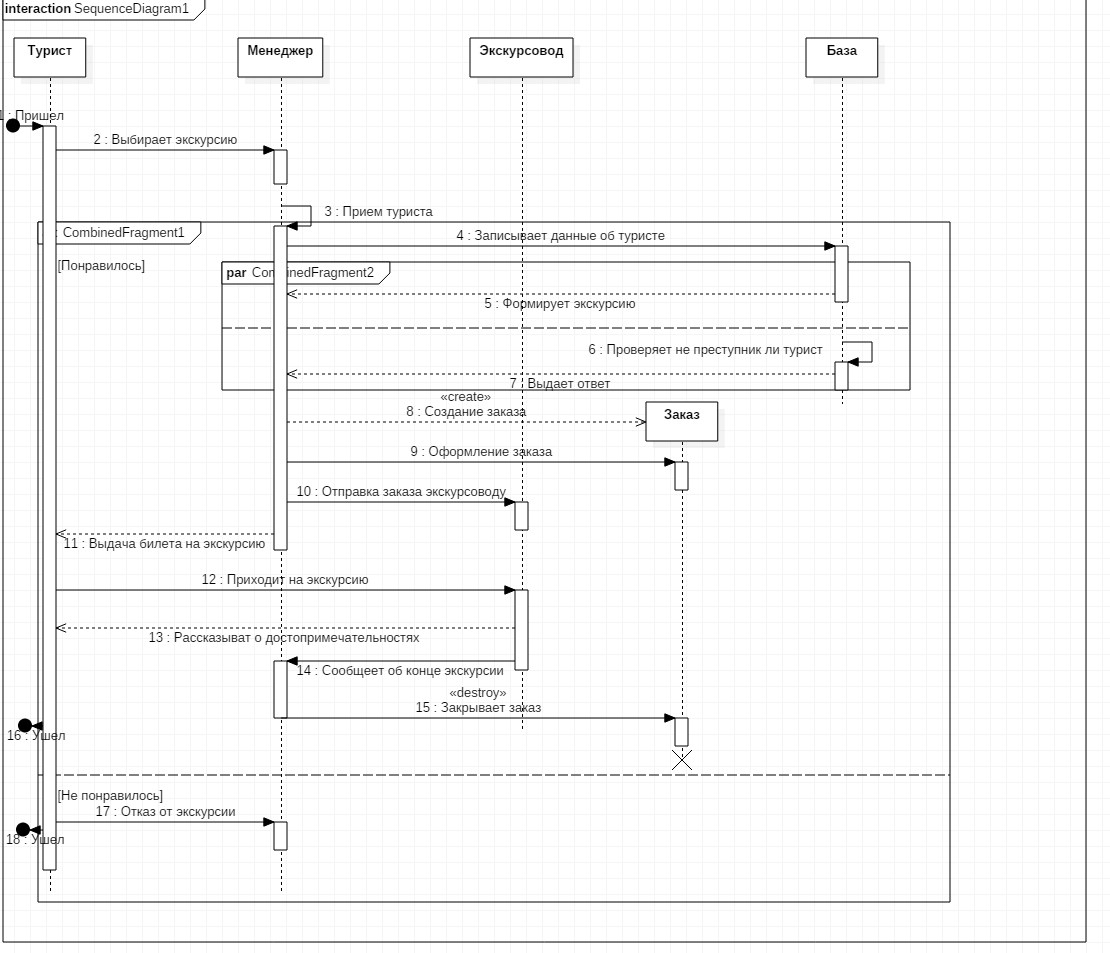 interaction SequenceDiagram1
Турист
Менеджер
Экскурсовод
База
1 : Пришел
2 : Выбирает экскурсию
3 : Прием туриста
CombinedFragment1
4 : Записывает данные об туристе
[Понравилось]
par CombinedFragment2
5 : Формирует экскурсию
6 : Проверяет не преступник ли турист
7 : Выдает ответ
«create»
8 : Создание заказа
Заказ
9 : Оформление заказа
10 : Отправка заказа экскурсоводу
11 : Выдача билета на экскурсию
12 : Приходит на экскурсию
13 : Рассказыват о достопримечательностях
14 : Сообщеет об конце экскурсии
«destroy»
15 : Закрывает заказ
16 : Ушел
[Не понравилось]
17 : Отказ от экскурсии
18 : Ушел